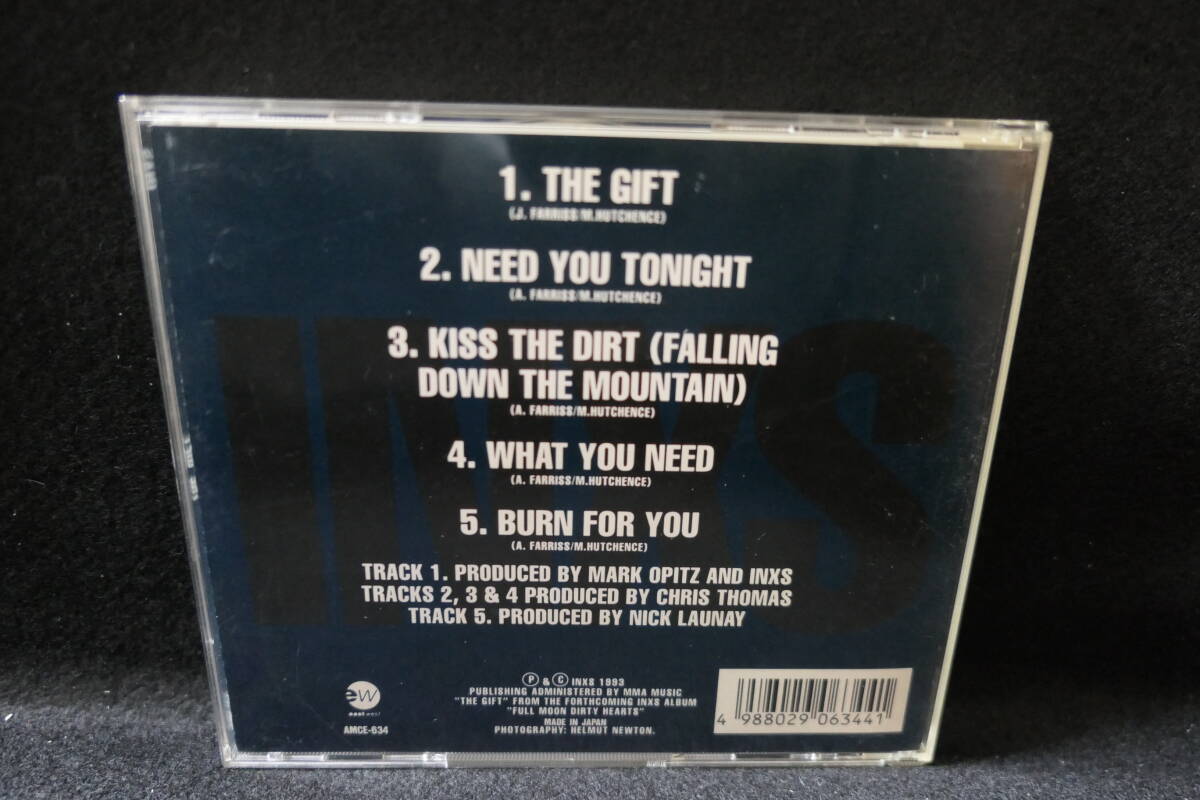 1. THE GIFT
(J. FARRISS/M.HUTCHENCE)
2. NEED YOU TONIGHT
(A. FARRISS/M.HUTCHENCE)
3. KISS THE DIRT (FALLING
DOWN THE MOUNTAIN)
(A. FARRISS/M.HUTCHENCE)
4. WHAT YOU NEED
(A. FARRISS/M.HUTCHENCE)
5. BURN FOR YOU
(A. FARRISS/M.HUTCHENCE)
INXS
TRACK 1. PRODUCED BY MARK OPITZ AND INXS
TRACKS 2, 3 & 4 PRODUCED BY CHRIS THOMAS
TRACK 5. PRODUCED BY NICK LAUNAY
Ⓟ & Ⓒ INXS 1993
PUBLISHING ADMINISTERED BY MMA MUSIC
"THE GIFT" FROM THE FORTHCOMING INXS ALBUM
"FULL MOON DIRTY HEARTS"
MADE IN JAPAN
PHOTOGRAPHY: HELMUT NEWTON.
ew
east west
AMCE-634
4 988029 063441